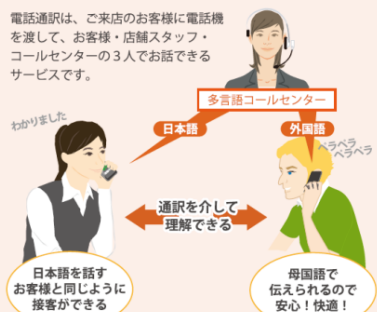 電話通訳は、ご来店のお客様に電話機
を渡して、お客様・店舗スタッフ・
コールセンターの３人でお話できる
サービスです。
多言語コールセンター
日本語
外国語
わかりました
ペラペラ
ペラペラ
通訳を介して
理解できる
日本語を話す
お客様と同じように
接客ができる
母国語で
伝えられるので
安心！快適！